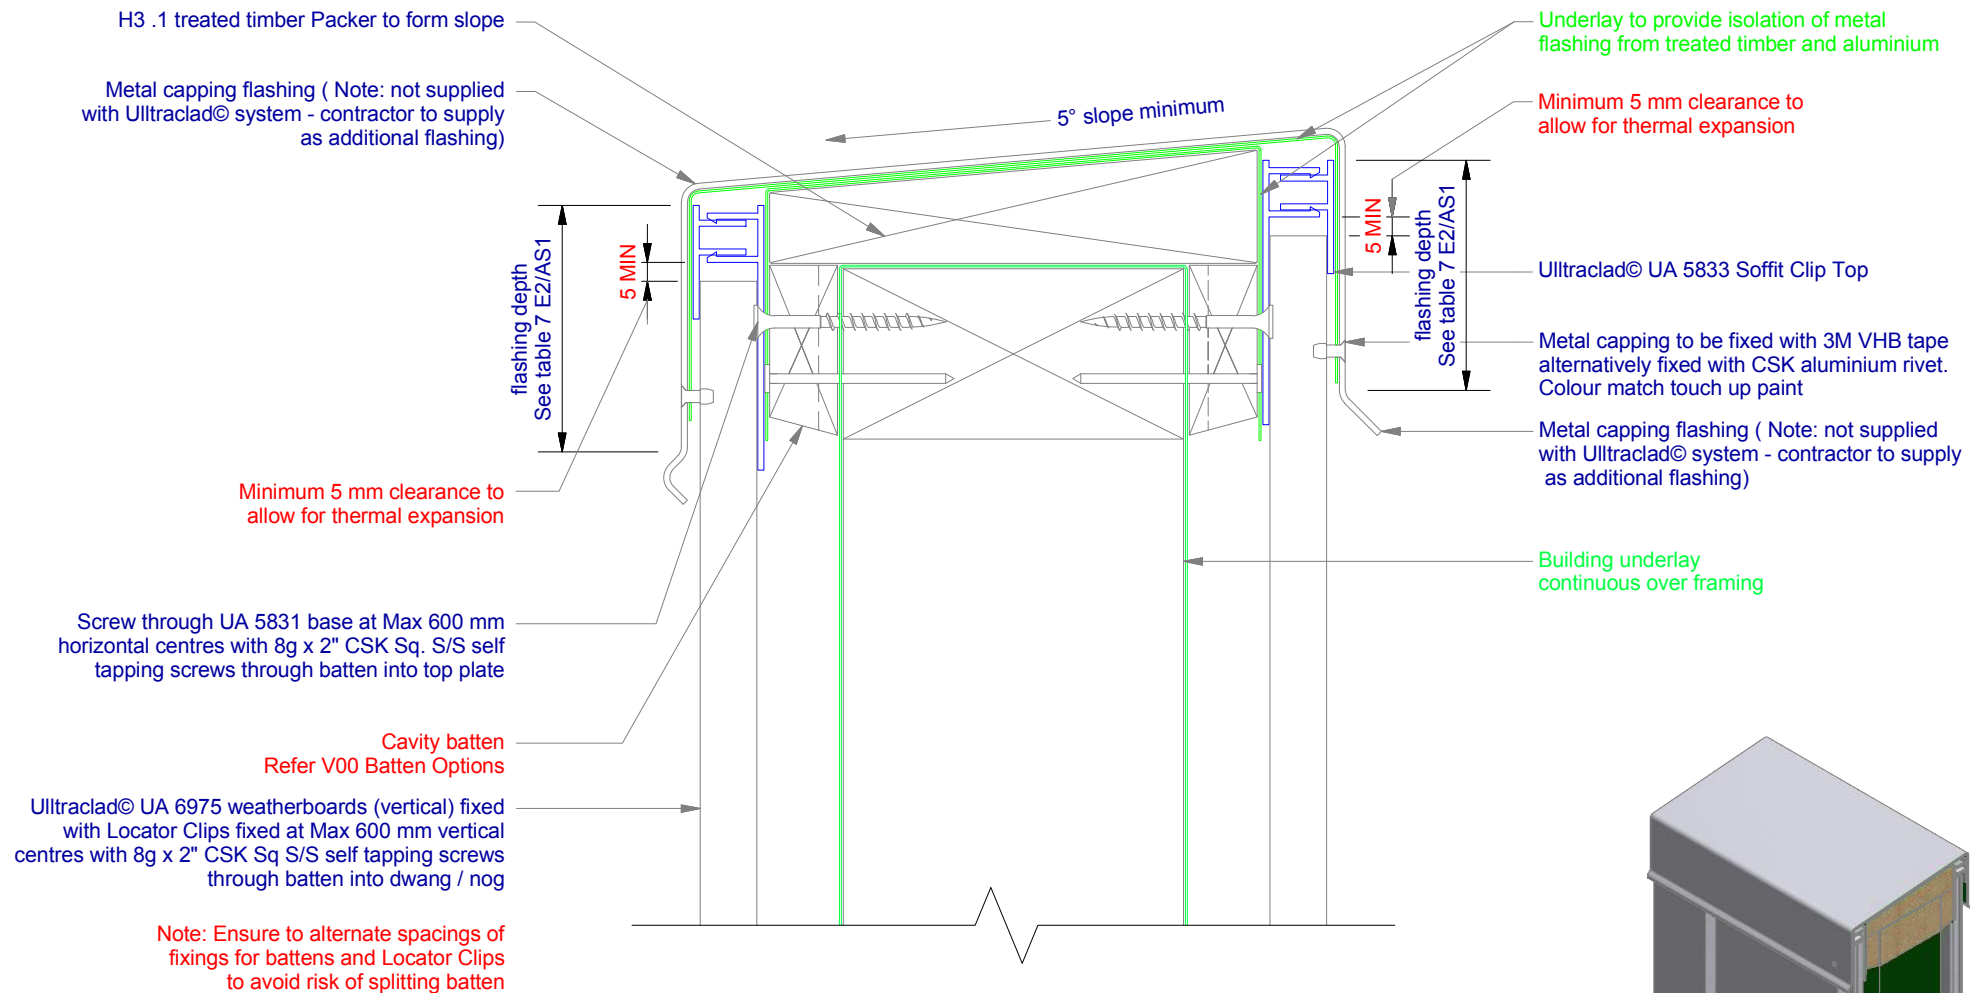 H3 .1 treated timber Packer to form slope
Metal capping flashing ( Note: not supplied
with Ulltraclad© system - contractor to supply
as additional flashing)
5° slope minimum
Underlay to provide isolation of metal
flashing from treated timber and aluminium
Minimum 5 mm clearance to
allow for thermal expansion
flashing depth
See table 7 E2/AS1
5 MIN
5 MIN
flashing depth
See table 7 E2/AS1
Ulltraclad© UA 5833 Soffit Clip Top
Metal capping to be fixed with 3M VHB tape
alternatively fixed with CSK aluminium rivet.
Colour match touch up paint
Metal capping flashing ( Note: not supplied
with Ulltraclad© system - contractor to supply
as additional flashing)
Minimum 5 mm clearance to
allow for thermal expansion
Building underlay
continuous over framing
Screw through UA 5831 base at Max 600 mm
horizontal centres with 8g x 2" CSK Sq. S/S self
tapping screws through batten into top plate
Cavity batten
Refer V00 Batten Options
Ulltraclad© UA 6975 weatherboards (vertical) fixed
with Locator Clips fixed at Max 600 mm vertical
centres with 8g x 2" CSK Sq S/S self tapping screws
through batten into dwang / nog
Note: Ensure to alternate spacings of
fixings for battens and Locator Clips
to avoid risk of splitting batten